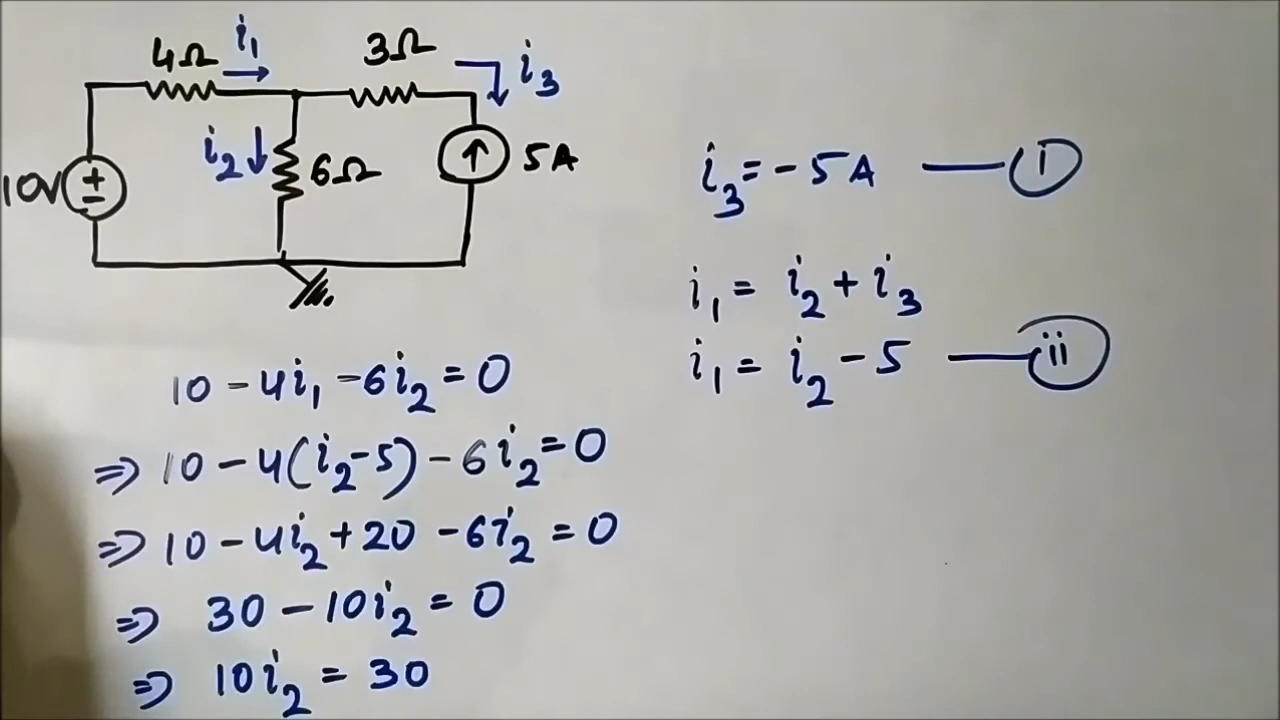 4Ω i₁ 3Ω i₃
10V + - i₂ 6Ω 5A
i₃ = -5A — i
i₁ = i₂ + i₃
i₁ = i₂ - 5 — ii
10 - 4i₁ - 6i₂ = 0
⇒ 10 - 4(i₂-5) - 6i₂ = 0
⇒ 10 - 4i₂ + 20 - 6i₂ = 0
⇒ 30 - 10i₂ = 0
⇒ 10i₂ = 30